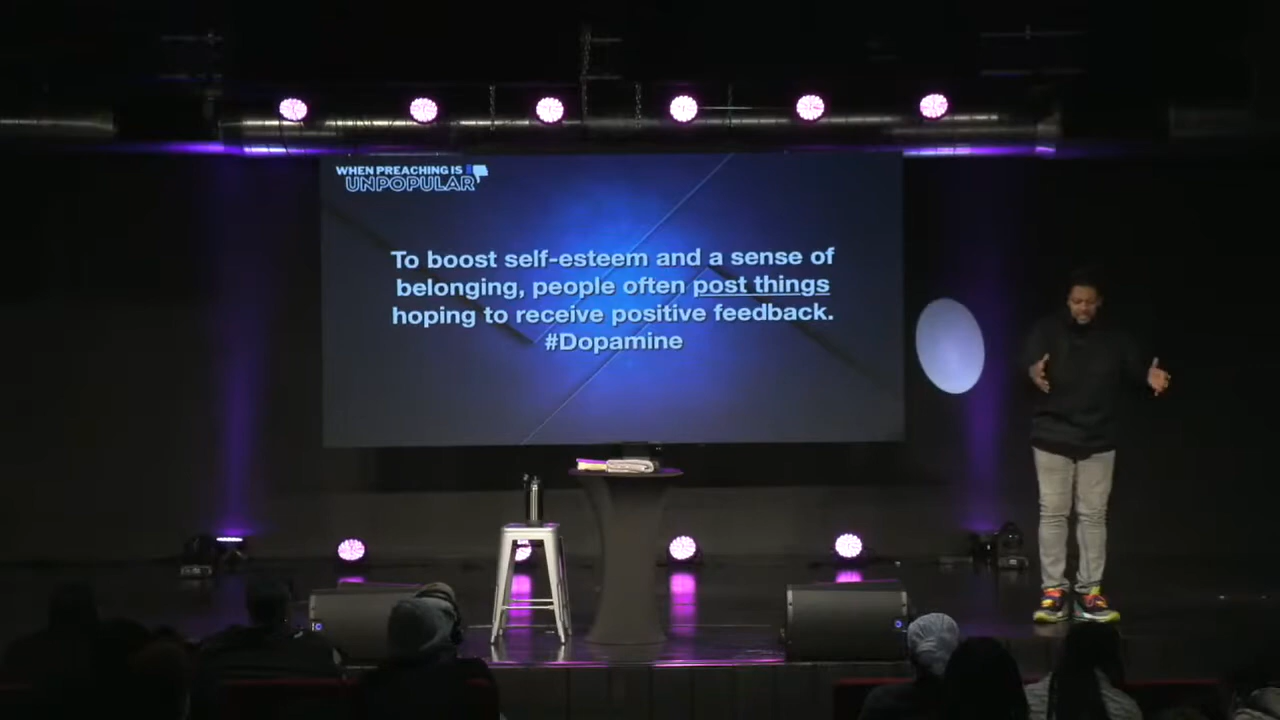 WHEN PREACHING IS
UNPOPULAR
To boost self-esteem and a sense of
belonging, people often post things
hoping to receive positive feedback.
#Dopamine